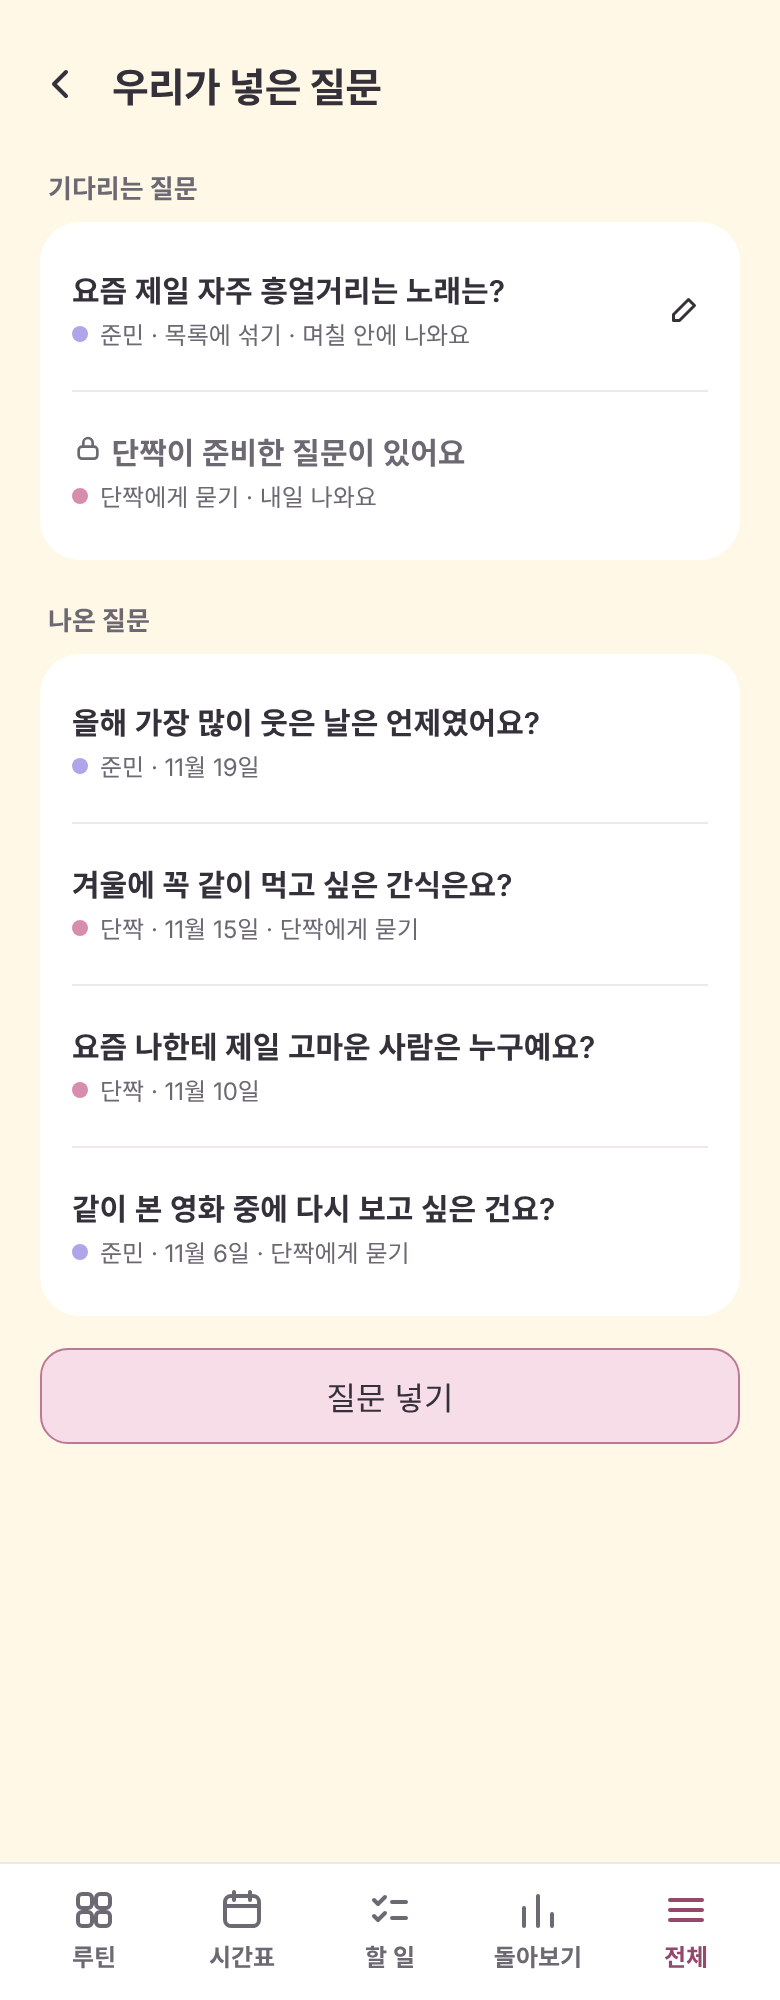 우리가 넣은 질문
기다리는 질문
요즘 제일 자주 흥얼거리는 노래는?
준민 · 목록에 섞기 · 며칠 안에 나와요
단짝이 준비한 질문이 있어요
단짝에게 묻기 · 내일 나와요
나온 질문
올해 가장 많이 웃은 날은 언제였어요?
준민 · 11월 19일
겨울에 꼭 같이 먹고 싶은 간식은요?
단짝 · 11월 15일 · 단짝에게 묻기
요즘 나한테 제일 고마운 사람은 누구예요?
단짝 · 11월 10일
같이 본 영화 중에 다시 보고 싶은 건요?
준민 · 11월 6일 · 단짝에게 묻기
질문 넣기
루틴
시간표
할 일
돌아보기
전체